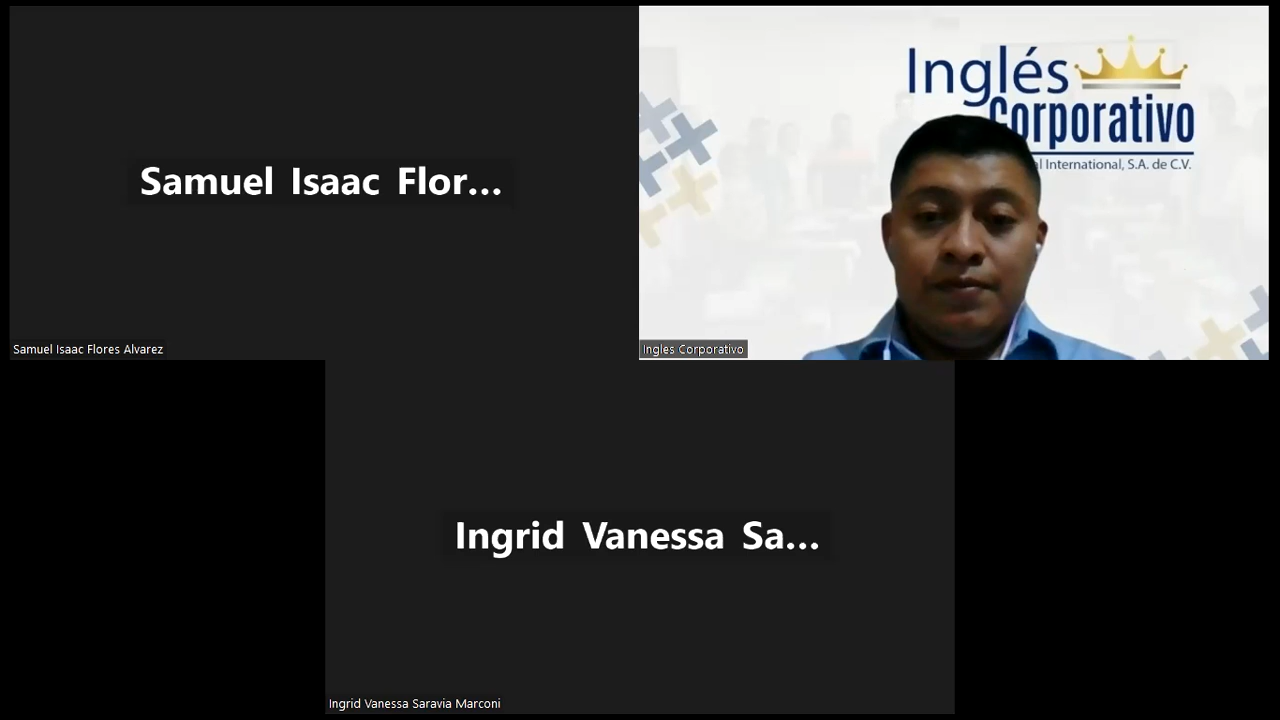 Samuel Isaac Flor...
Samuel Isaac Flores Alvarez
Inglés
Corporativo
al International, S.A. de C.V.
Ingles Corporativo
Ingrid Vanessa Sa...
Ingrid Vanessa Saravia Marconi